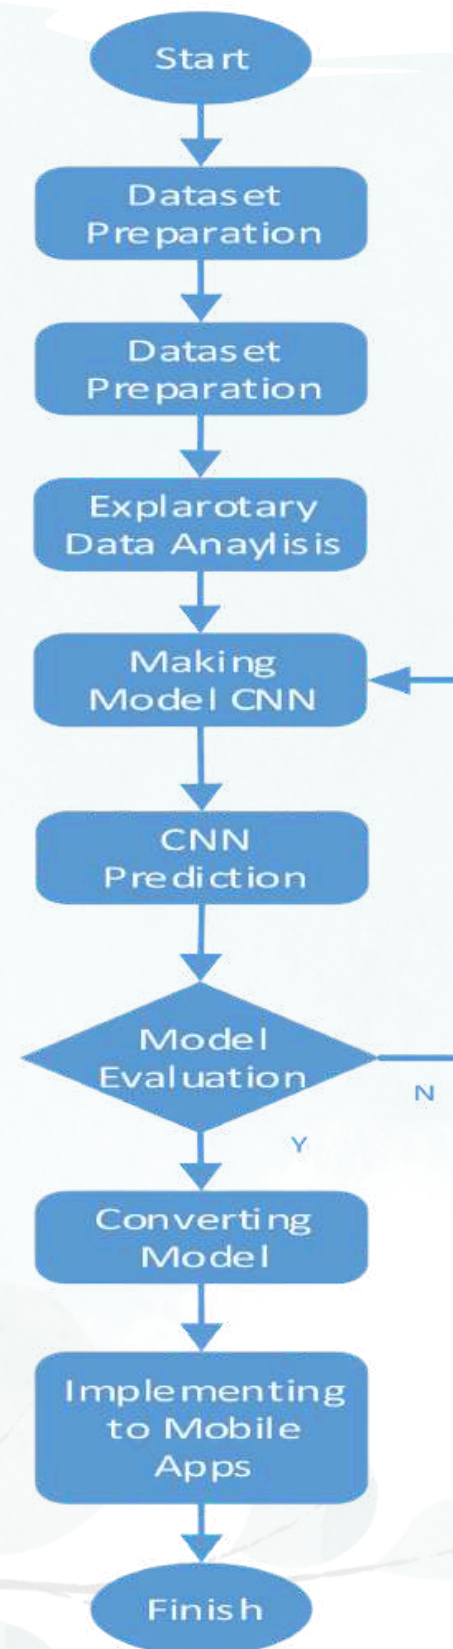 Start
Dataset
Preparation
Dataset
Preparation
Explarotary
Data Anaylisis
Making
Model CNN
CNN
Prediction
Model
Evaluation
N
Y
Converting
Model
Implementing
to Mobile
Apps
Finish